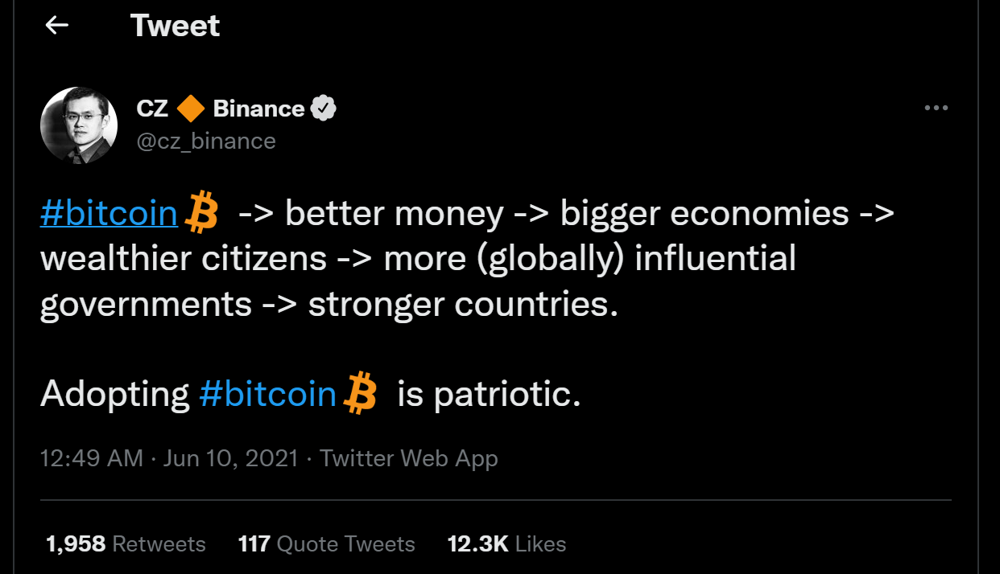 Tweet
CZ 🔶 Binance
@cz_binance
#bitcoin -> better money -> bigger economies ->
wealthier citizens -> more (globally) influential
governments -> stronger countries.
Adopting #bitcoin is patriotic.
12:49 AM · Jun 10, 2021 · Twitter Web App
1,958 Retweets 117 Quote Tweets 12.3K Likes